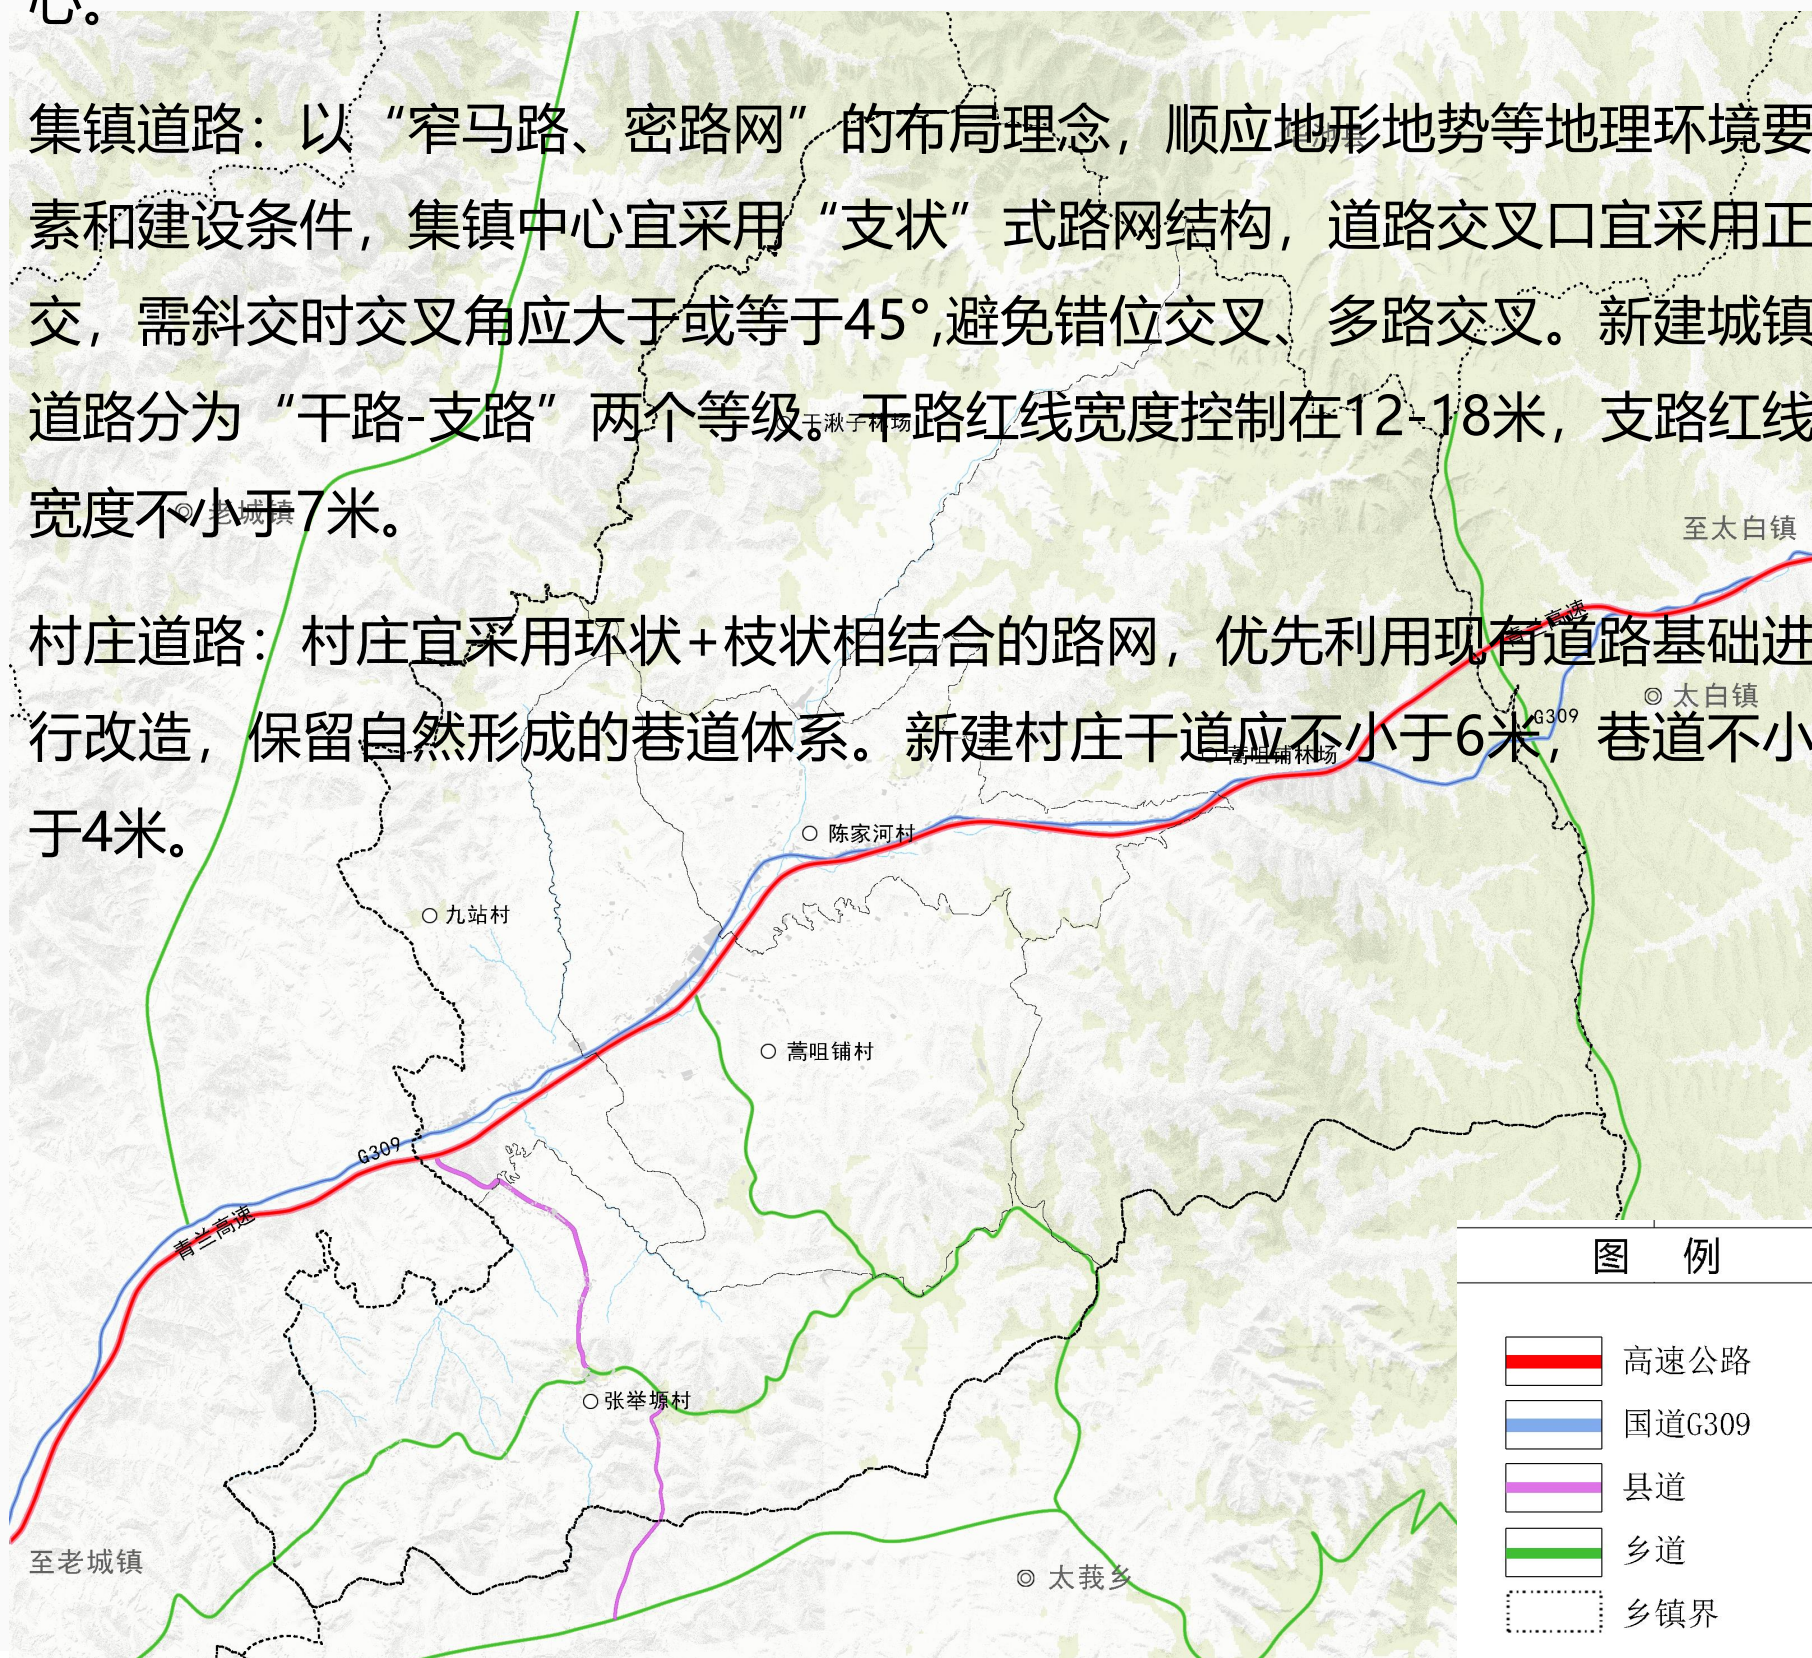 心。
集镇道路：以“窄马路、密路网”的布局理念，顺应地形地势等地理环境要
素和建设条件，集镇中心宜采用“支状”式路网结构，道路交叉口宜采用正
交，需斜交时交叉角应大于或等于45°,避免错位交叉、多路交叉。新建城镇
道路分为“干路-支路”两个等级。干路红线宽度控制在12-18米，支路红线
宽度不小于7米。
村庄道路：村庄宜采用环状+枝状相结合的路网，优先利用现有道路基础进
行改造，保留自然形成的巷道体系。新建村庄干道应不小于6米，巷道不小
于4米。
干湫子林场
老城镇
至太白镇
青兰高速
太白镇
G309
蒿咀铺林场
陈家河村
九站村
蒿咀铺村
G309
青兰高速
张举塬村
至老城镇
太莪乡
图 例
高速公路
国道G309
县道
乡道
乡镇界